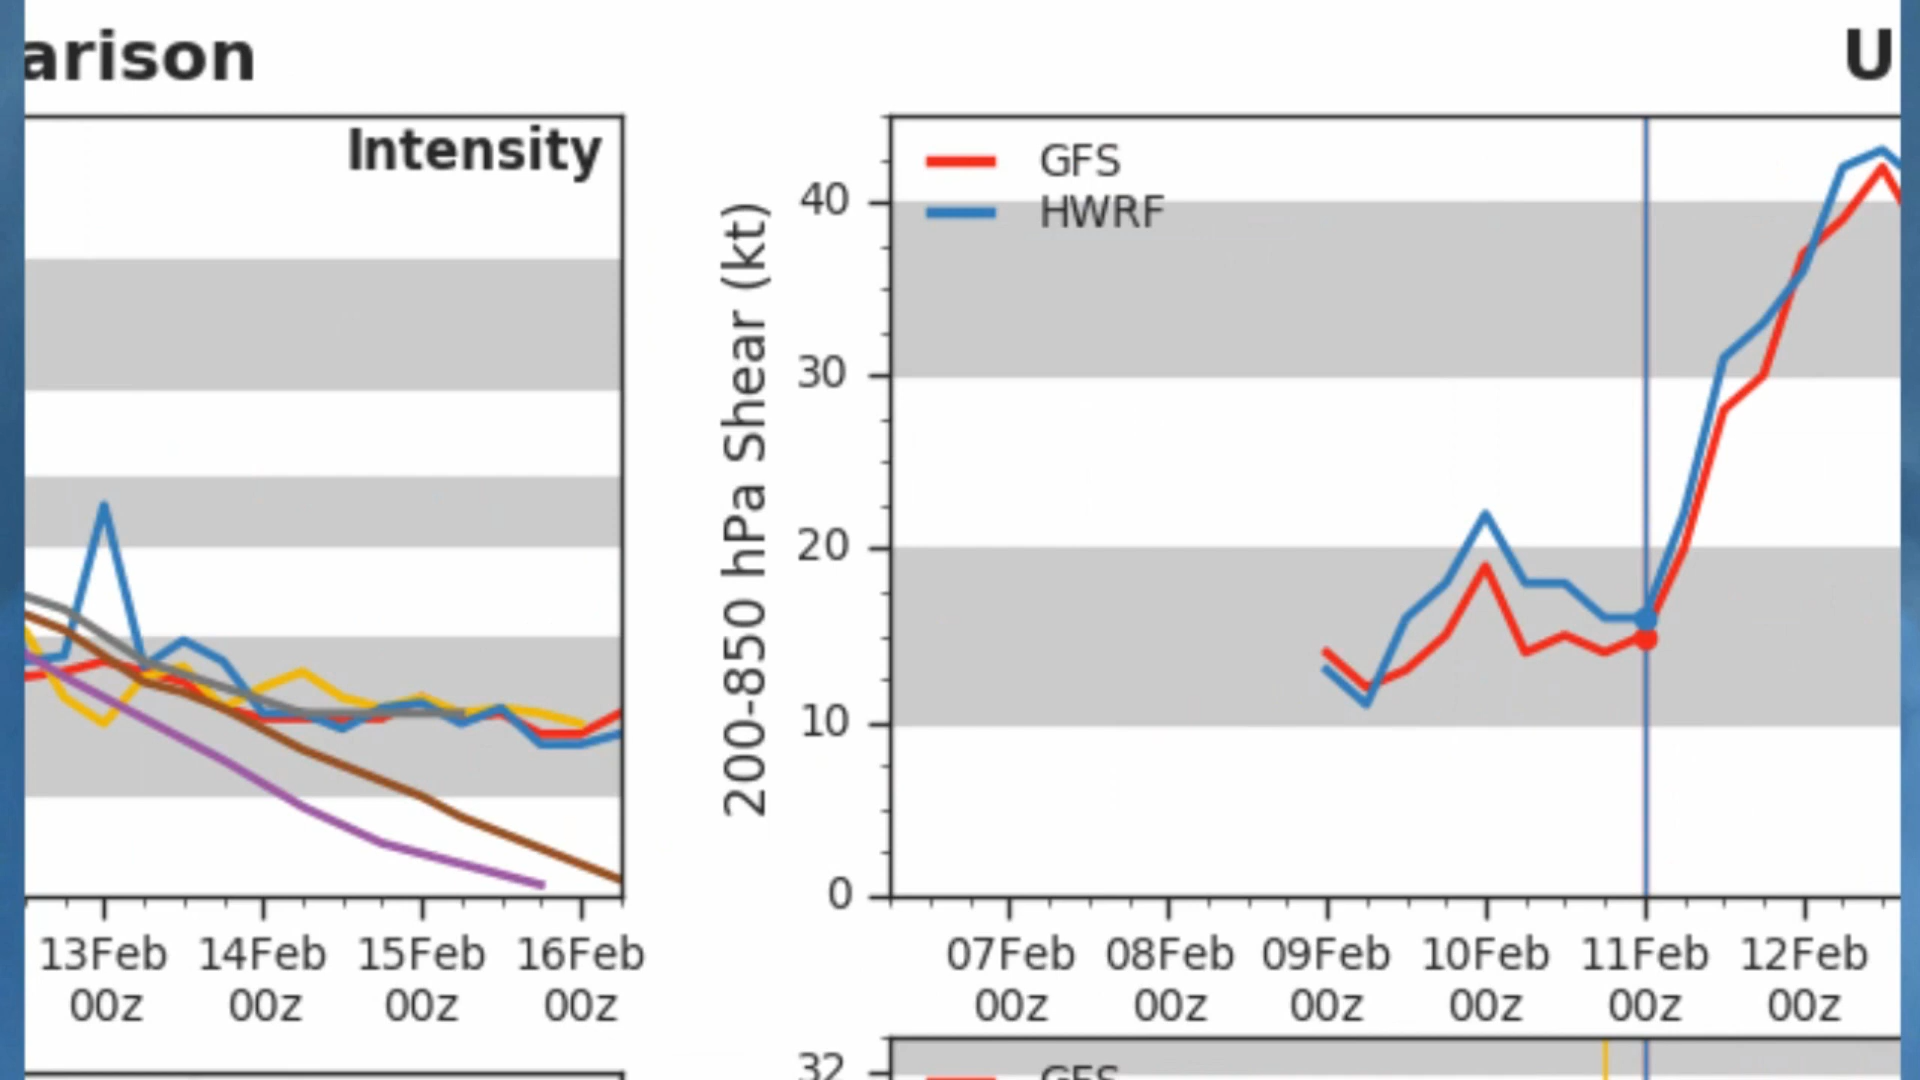 arison
Intensity
13Feb 14Feb 15Feb 16Feb
00z 00z 00z 00z
U
200-850 hPa Shear (kt)
GFS
HWRF
40
30
20
10
0
07Feb 08Feb 09Feb 10Feb 11Feb 12Feb
00z 00z 00z 00z 00z 00z
32
GFS